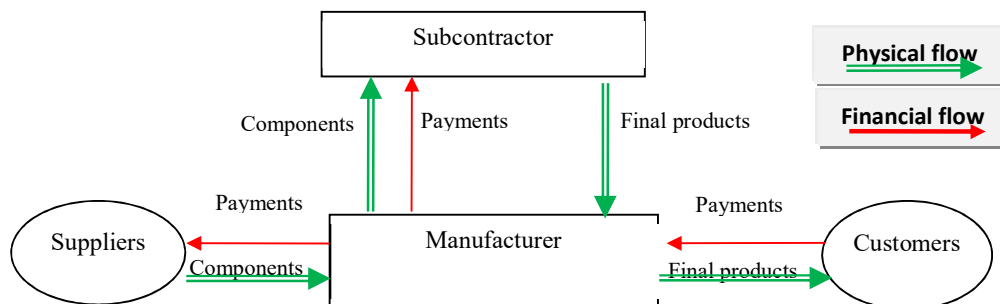 Subcontractor
Physical flow
Financial flow
Components
Payments
Final products
Payments
Payments
Suppliers
Manufacturer
Customers
Components
Final products